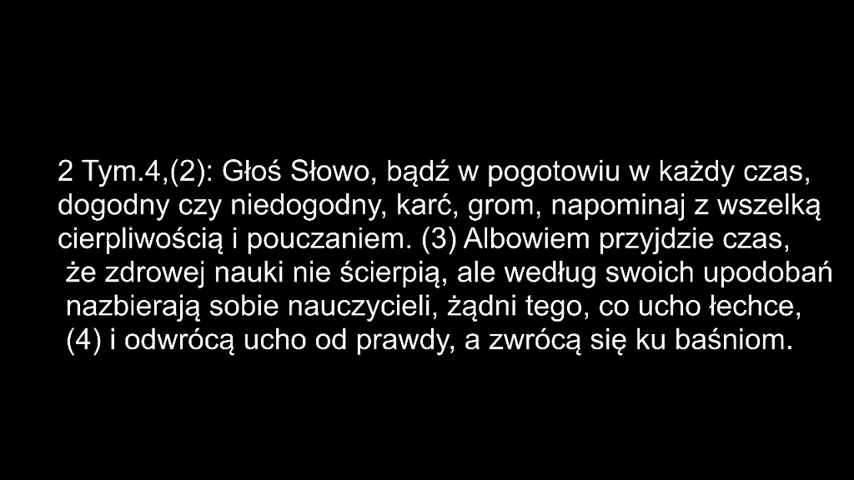 2 Tym.4,(2): Głoś Słowo, bądź w pogotowiu w każdy czas,
dogodny czy niedogodny, karć, grom, napominaj z wszelką
cierpliwością i pouczaniem. (3) Albowiem przyjdzie czas,
że zdrowej nauki nie ścierpią, ale według swoich upodobań
nazbierają sobie nauczycieli, żądni tego, co ucho łechce,
(4) i odwrócą ucho od prawdy, a zwrócą się ku baśniom.